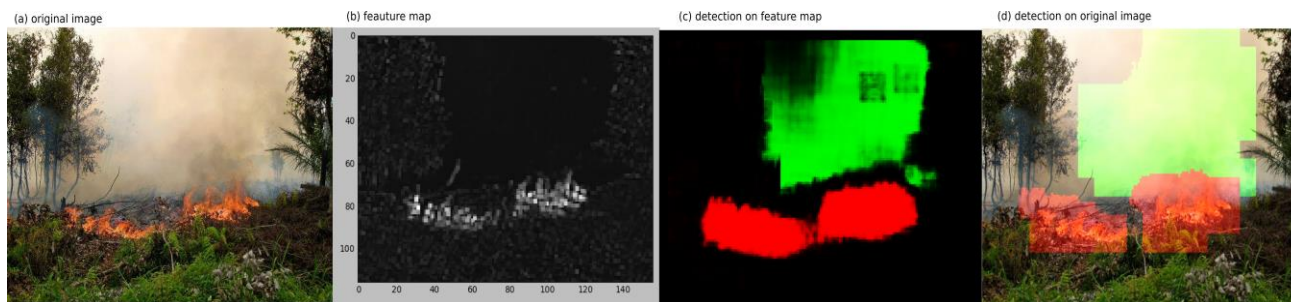 (a) original image
(b) feauture map
(c) detection on feature map
(d) detection on original image
0
20
40
60
80
100
0 20 40 60 80 100 120 140